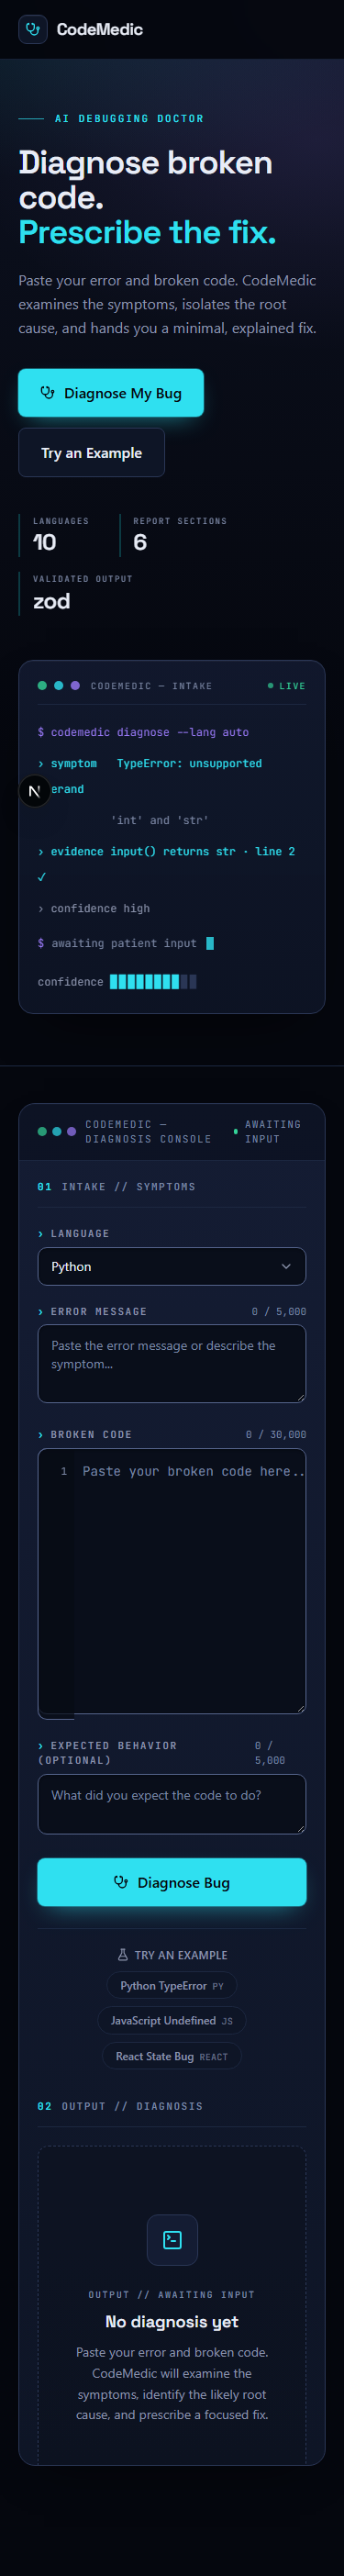 CodeMedic
AI DEBUGGING DOCTOR
Diagnose broken
code.
Prescribe the fix.
Paste your error and broken code. CodeMedic
examines the symptoms, isolates the root
cause, and hands you a minimal, explained fix.
Diagnose My Bug
Try an Example
LANGUAGES
10
REPORT SECTIONS
6
VALIDATED OUTPUT
zod
CODEMEDIC — INTAKE
LIVE
$ codemedic diagnose --lang auto
› symptom TypeError: unsupported
erand
'int' and 'str'
› evidence input() returns str · line 2
✓
› confidence high
$ awaiting patient input
confidence
CODEMEDIC —
DIAGNOSIS CONSOLE
AWAITING
INPUT
01 INTAKE // SYMPTOMS
› LANGUAGE
Python
› ERROR MESSAGE 0 / 5,000
Paste the error message or describe the
symptom...
› BROKEN CODE 0 / 30,000
1 Paste your broken code here..
› EXPECTED BEHAVIOR
(OPTIONAL)
0 /
5,000
What did you expect the code to do?
Diagnose Bug
TRY AN EXAMPLE
Python TypeError PY
JavaScript Undefined JS
React State Bug REACT
02 OUTPUT // DIAGNOSIS
OUTPUT // AWAITING INPUT
No diagnosis yet
Paste your error and broken code.
CodeMedic will examine the
symptoms, identify the likely root
cause, and prescribe a focused fix.